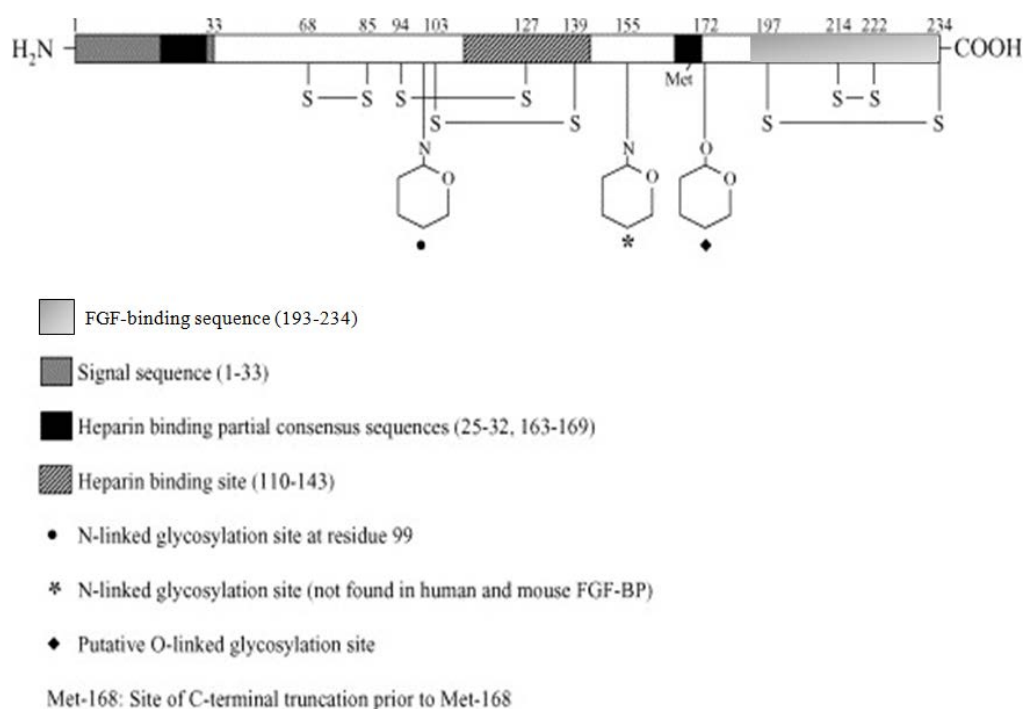 1 33 68 85 94 103 127 139 155 172 197 214 222 234
H₂N COOH
Met
S S S S S S
S S S S
N N O
O O O
● * ◆
FGF-binding sequence (193-234)
Signal sequence (1-33)
Heparin binding partial consensus sequences (25-32, 163-169)
Heparin binding site (110-143)
● N-linked glycosylation site at residue 99
* N-linked glycosylation site (not found in human and mouse FGF-BP)
◆ Putative O-linked glycosylation site
Met-168: Site of C-terminal truncation prior to Met-168